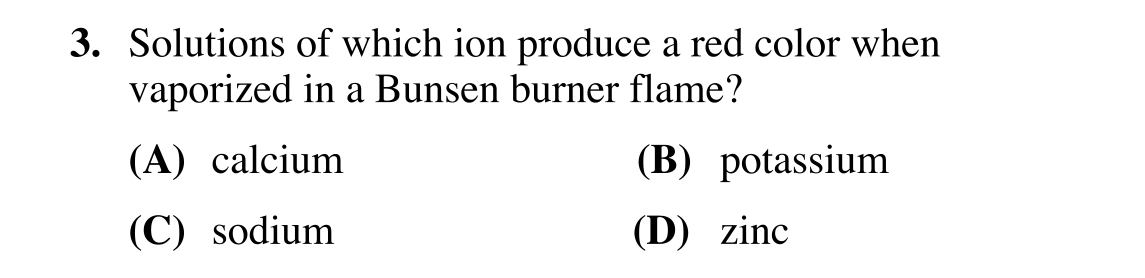 3. Solutions of which ion produce a red color when
vaporized in a Bunsen burner flame?
(A) calcium (B) potassium
(C) sodium (D) zinc